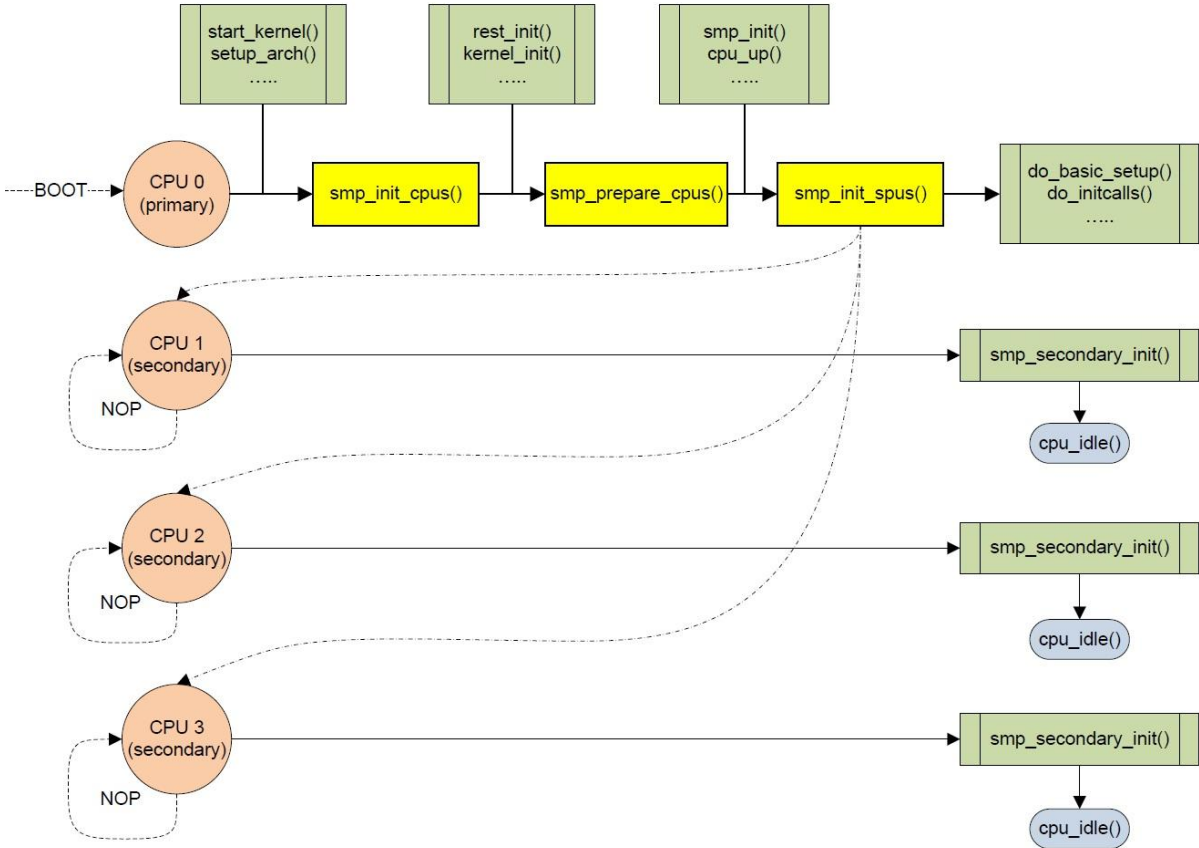 start_kernel()
setup_arch()
.....
rest_init()
kernel_init()
.....
smp_init()
cpu_up()
.....
BOOT
CPU 0
(primary)
smp_init_cpus()
smp_prepare_cpus()
smp_init_spus()
do_basic_setup()
do_initcalls()
.....
CPU 1
(secondary)
NOP
smp_secondary_init()
cpu_idle()
CPU 2
(secondary)
NOP
smp_secondary_init()
cpu_idle()
CPU 3
(secondary)
NOP
smp_secondary_init()
cpu_idle()